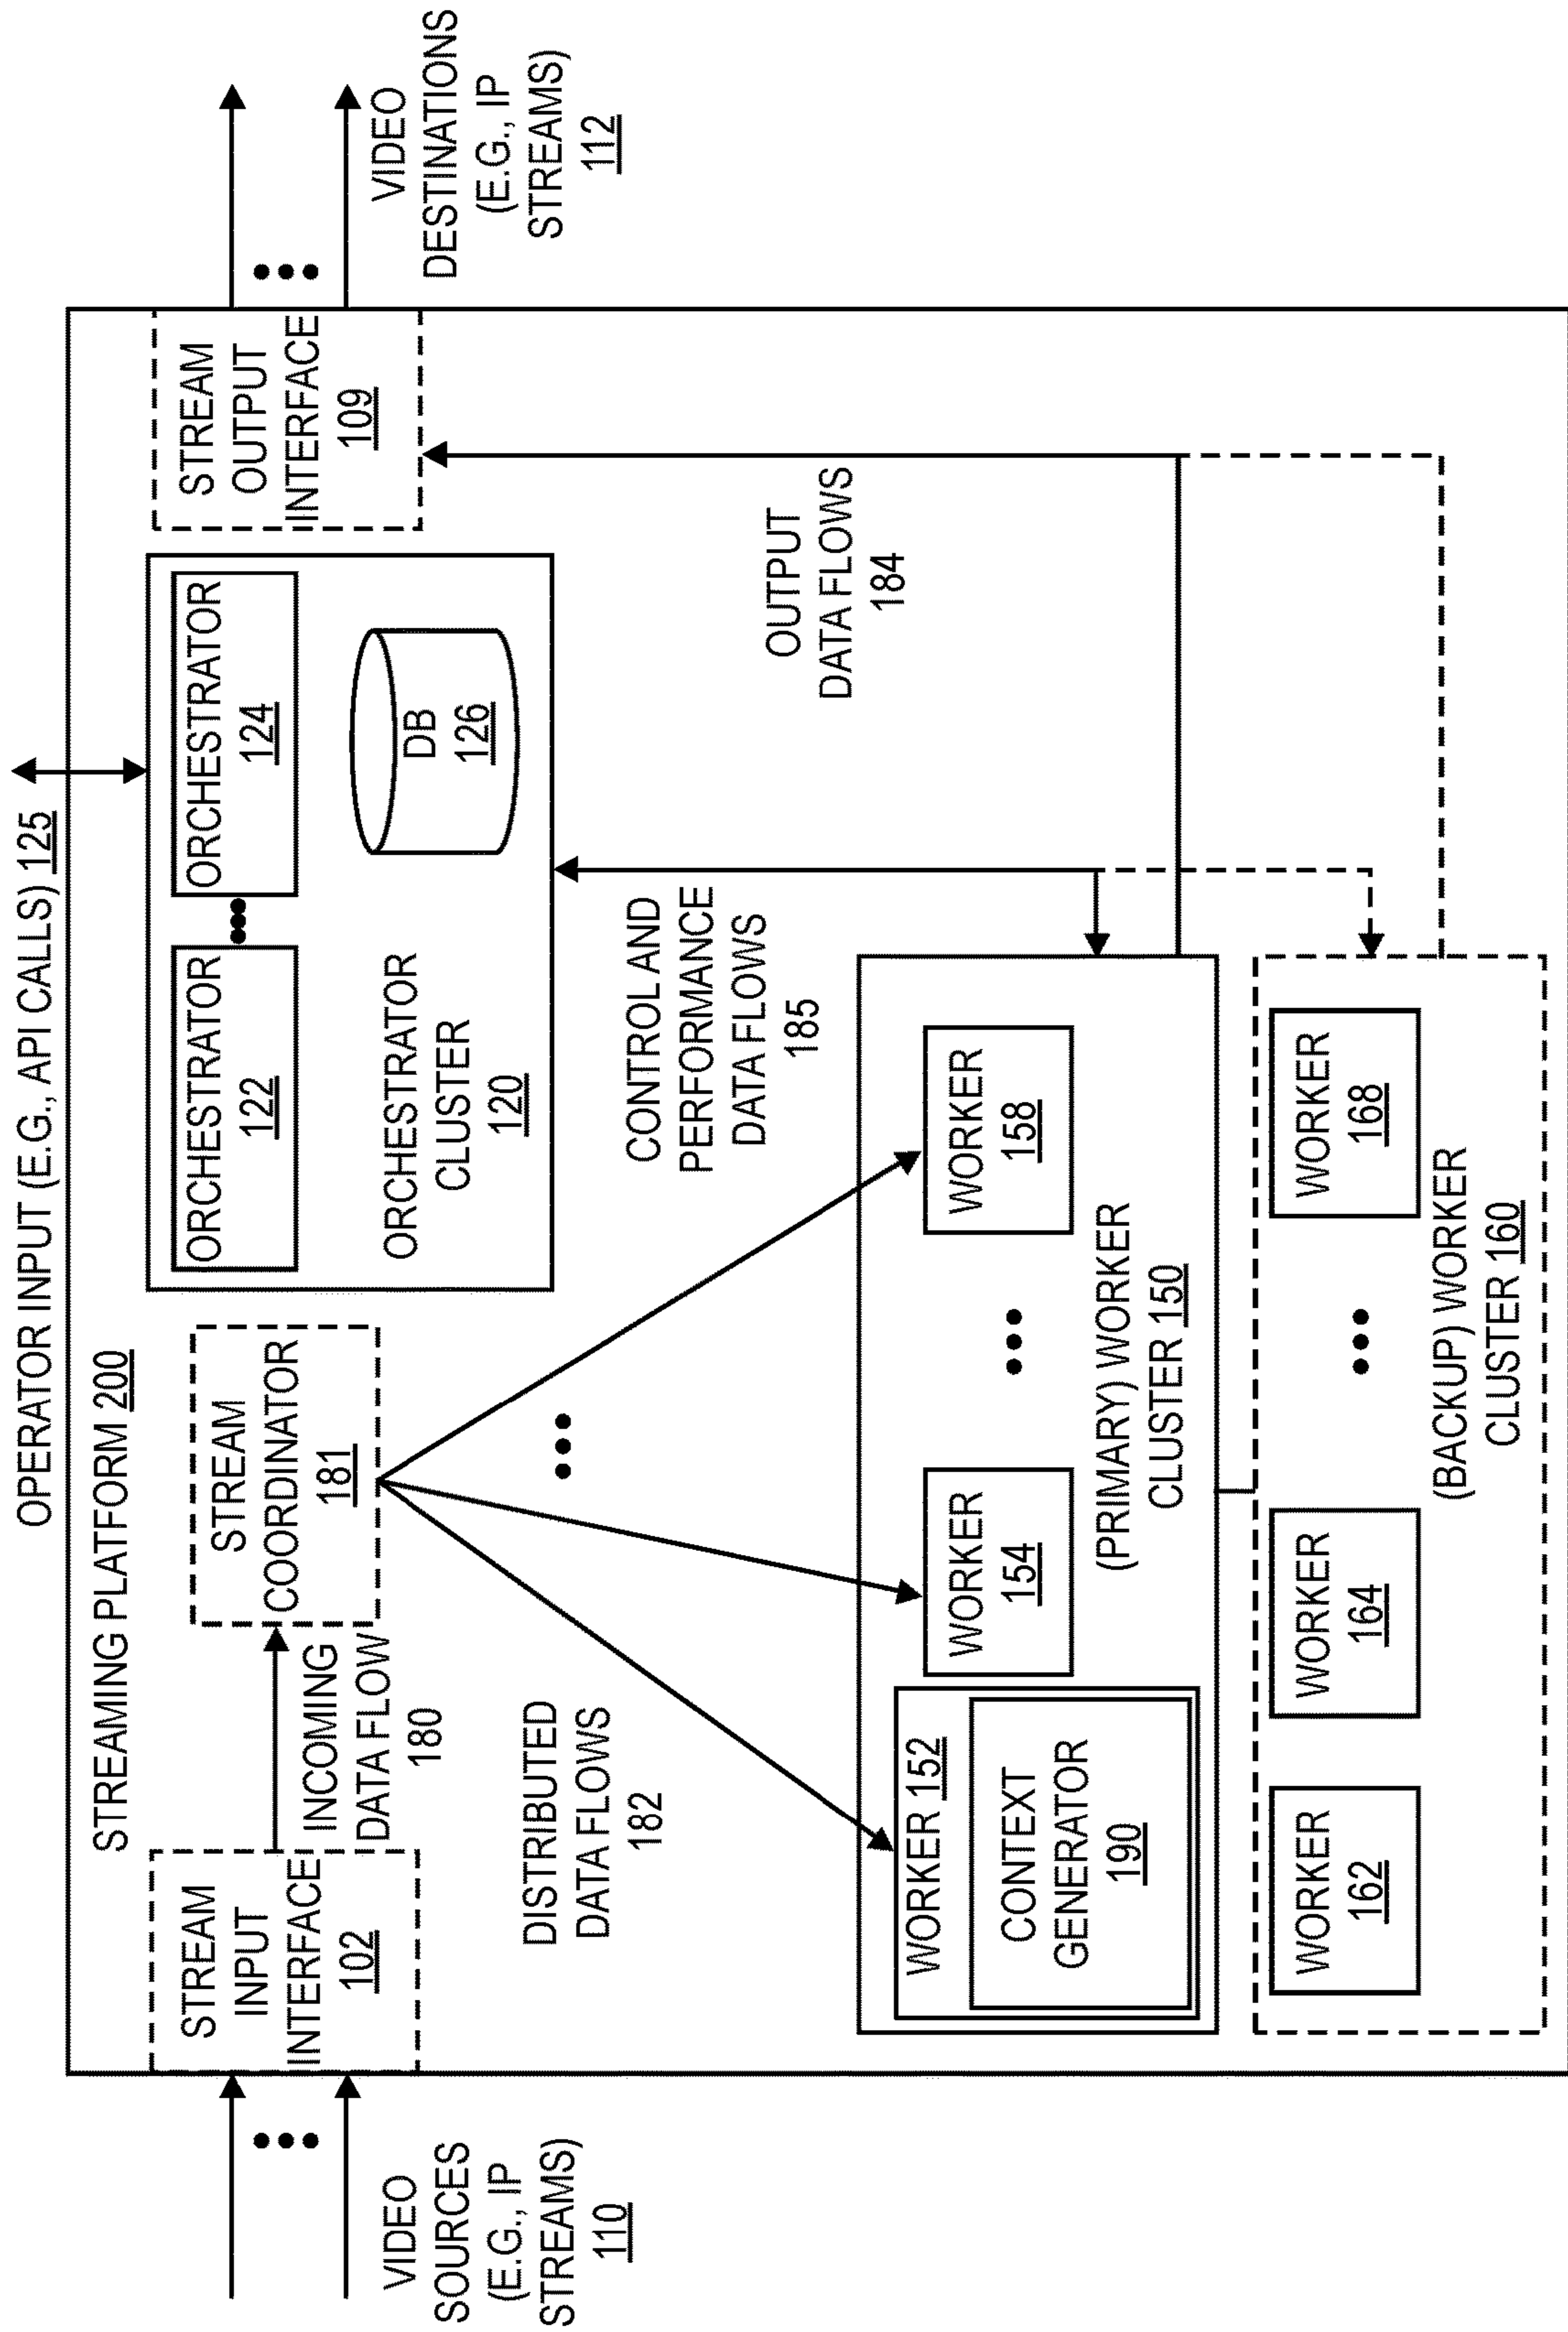 OPERATOR INPUT (E.G., API CALLS) 125
STREAMING PLATFORM 200
VIDEO
SOURCES
(E.G., IP
STREAMS)
110
STREAM
INPUT
INTERFACE
102
INCOMING
DATA FLOW
180
STREAM
COORDINATOR
181
ORCHESTRATOR
122
ORCHESTRATOR
124
ORCHESTRATOR
CLUSTER
120
DB
126
STREAM
OUTPUT
INTERFACE
109
VIDEO
DESTINATIONS
(E.G., IP
STREAMS)
112
DISTRIBUTED
DATA FLOWS
182
CONTROL AND
PERFORMANCE
DATA FLOWS
185
OUTPUT
DATA FLOWS
184
WORKER 152
CONTEXT
GENERATOR
190
WORKER
154
WORKER
158
(PRIMARY) WORKER
CLUSTER 150
WORKER
162
WORKER
164
WORKER
168
(BACKUP) WORKER
CLUSTER 160